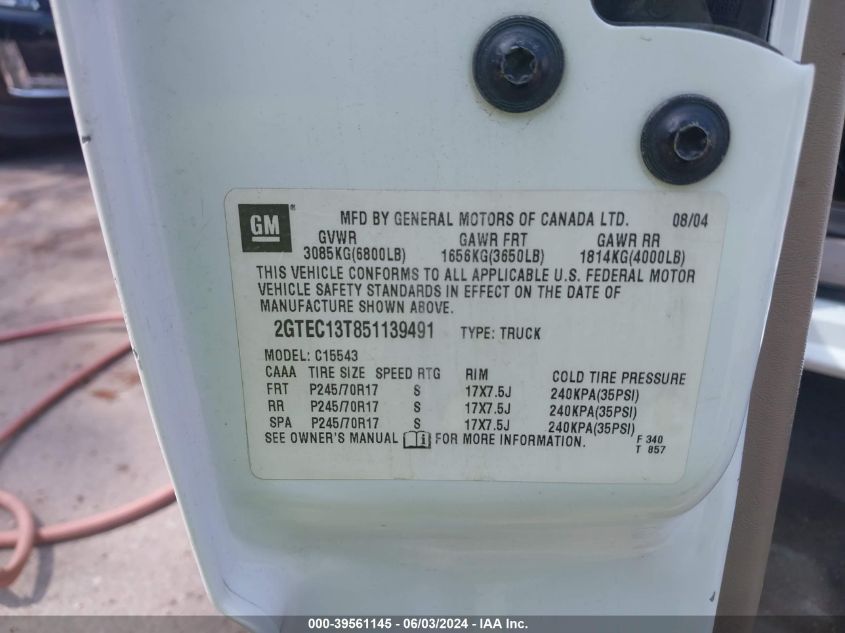 GM ® MFD BY GENERAL MOTORS OF CANADA LTD. 08/04
GVWR GAWR FRT GAWR RR
3085KG(6800LB) 1656KG(3650LB) 1814KG(4000LB)
THIS VEHICLE CONFORMS TO ALL APPLICABLE U.S. FEDERAL MOTOR
VEHICLE SAFETY STANDARDS IN EFFECT ON THE DATE OF
MANUFACTURE SHOWN ABOVE.
2GTEC13T851139491 TYPE: TRUCK
MODEL: C15543
CAAA TIRE SIZE SPEED RTG RIM COLD TIRE PRESSURE
FRT P245/70R17 S 17X7.5J 240KPA(35PSI)
RR P245/70R17 S 17X7.5J 240KPA(35PSI)
SPA P245/70R17 S 17X7.5J 240KPA(35PSI)
SEE OWNER'S MANUAL FOR MORE INFORMATION. F 340
T 857
000-39561145 - 06/03/2024 - IAA Inc.